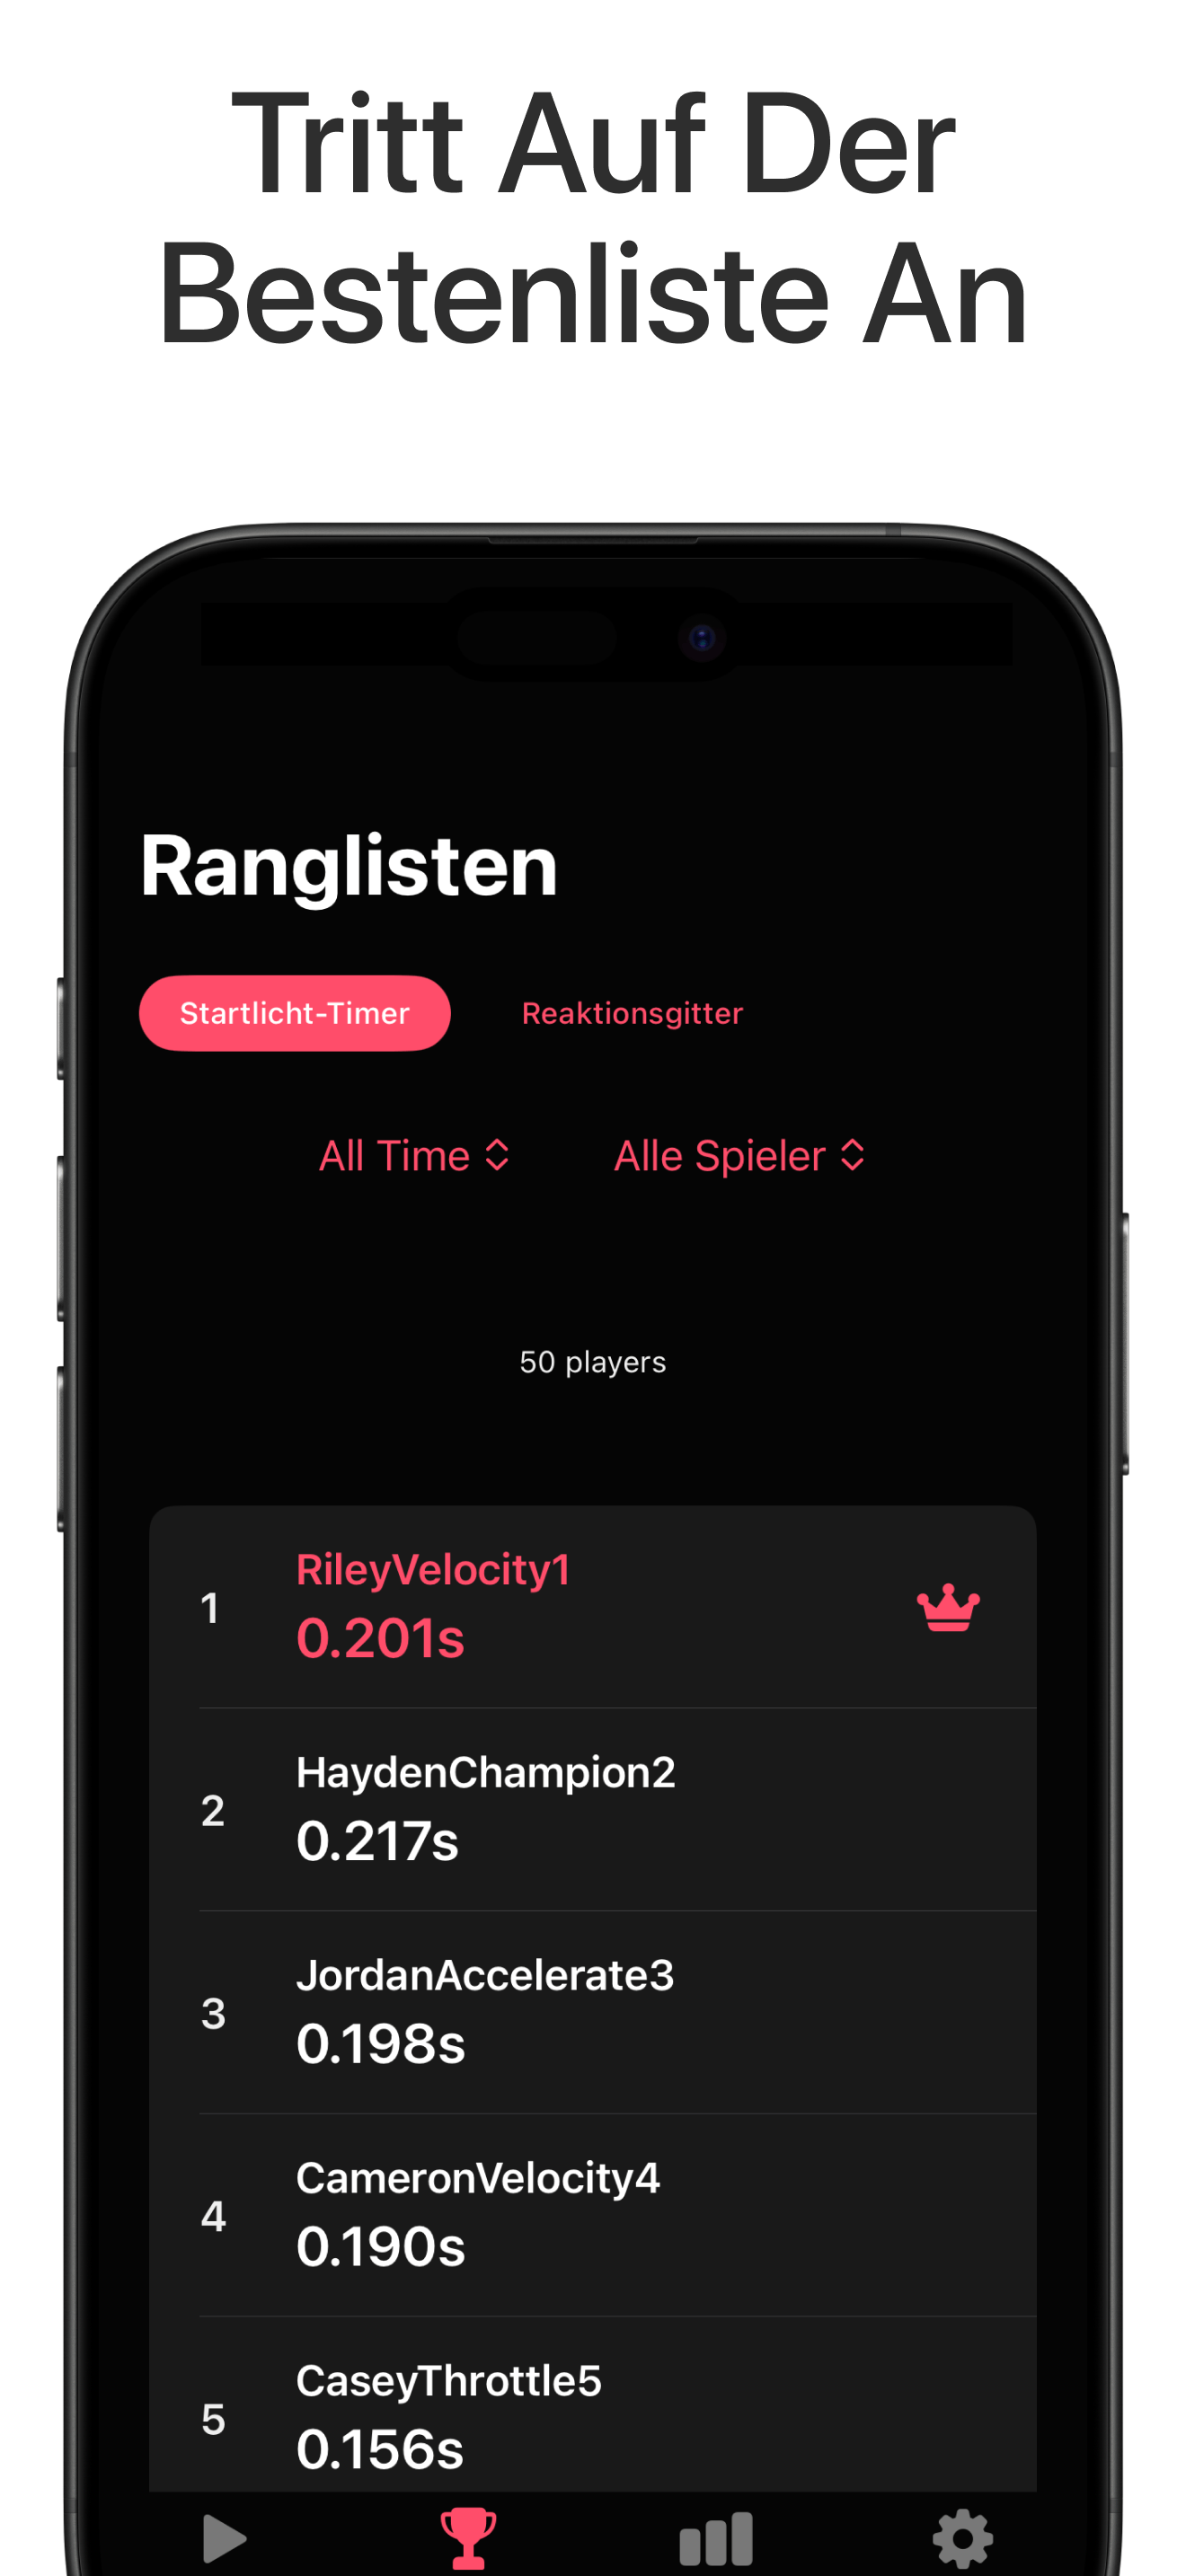 Tritt Auf Der
Bestenliste An
Ranglisten
Startlicht-Timer Reaktionsgitter
All Time Alle Spieler
50 players
1
RileyVelocity1
0.201s
2
HaydenChampion2
0.217s
3
JordanAccelerate3
0.198s
4
CameronVelocity4
0.190s
5
CaseyThrottle5
0.156s